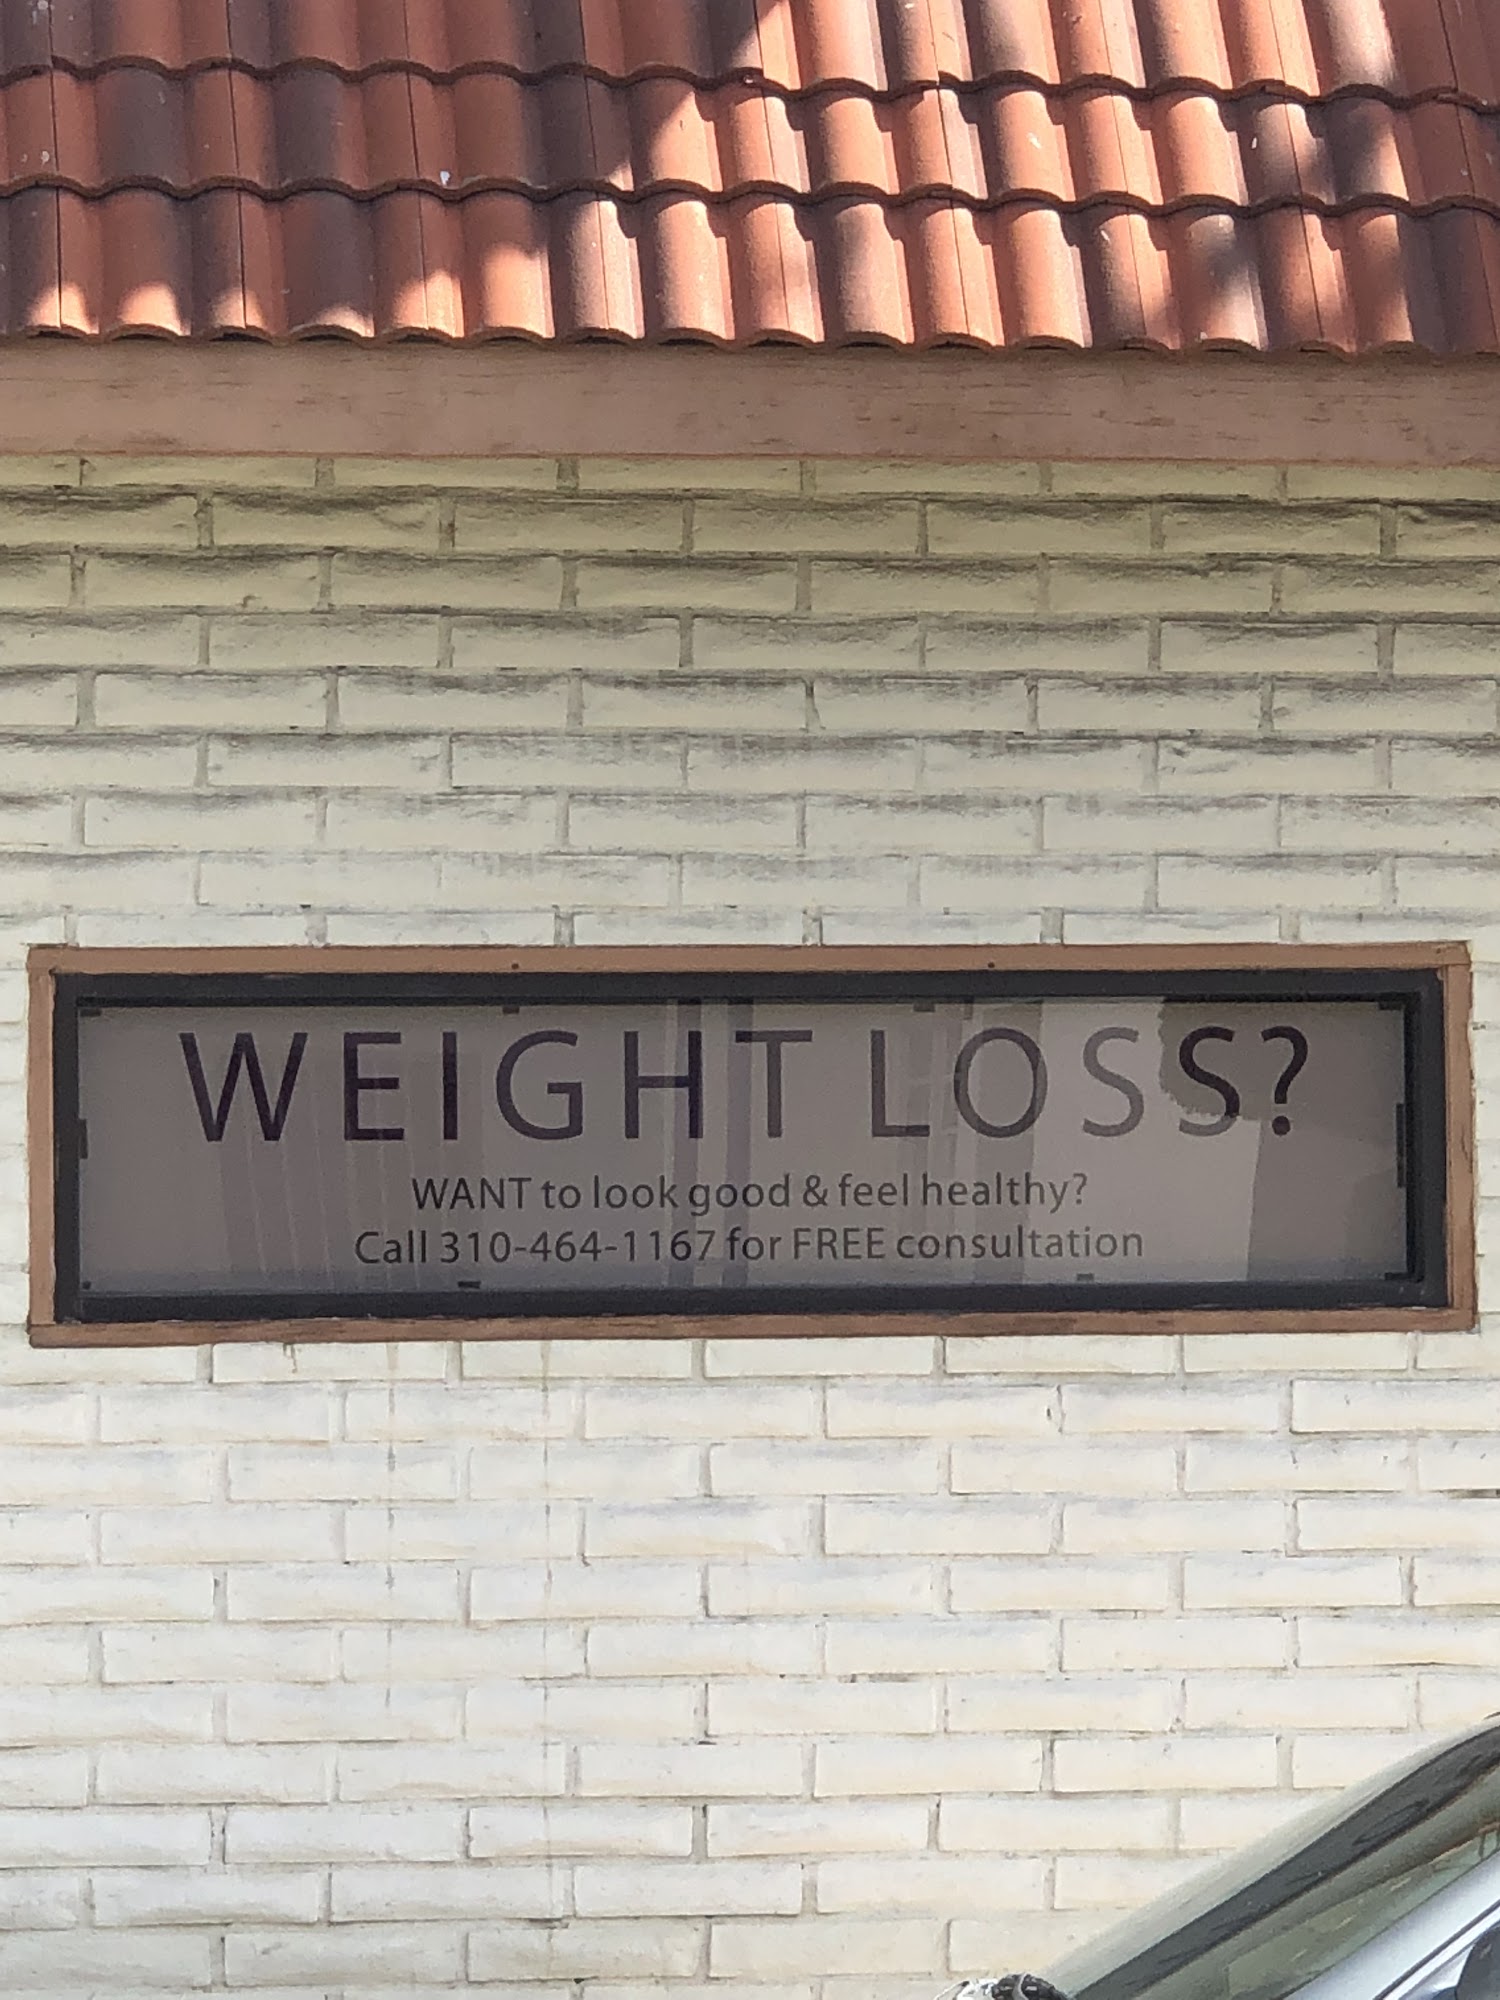 WEIGHT LOSS?
WANT to look good & feel healthy?
Call 310-464-1167 for FREE consultation